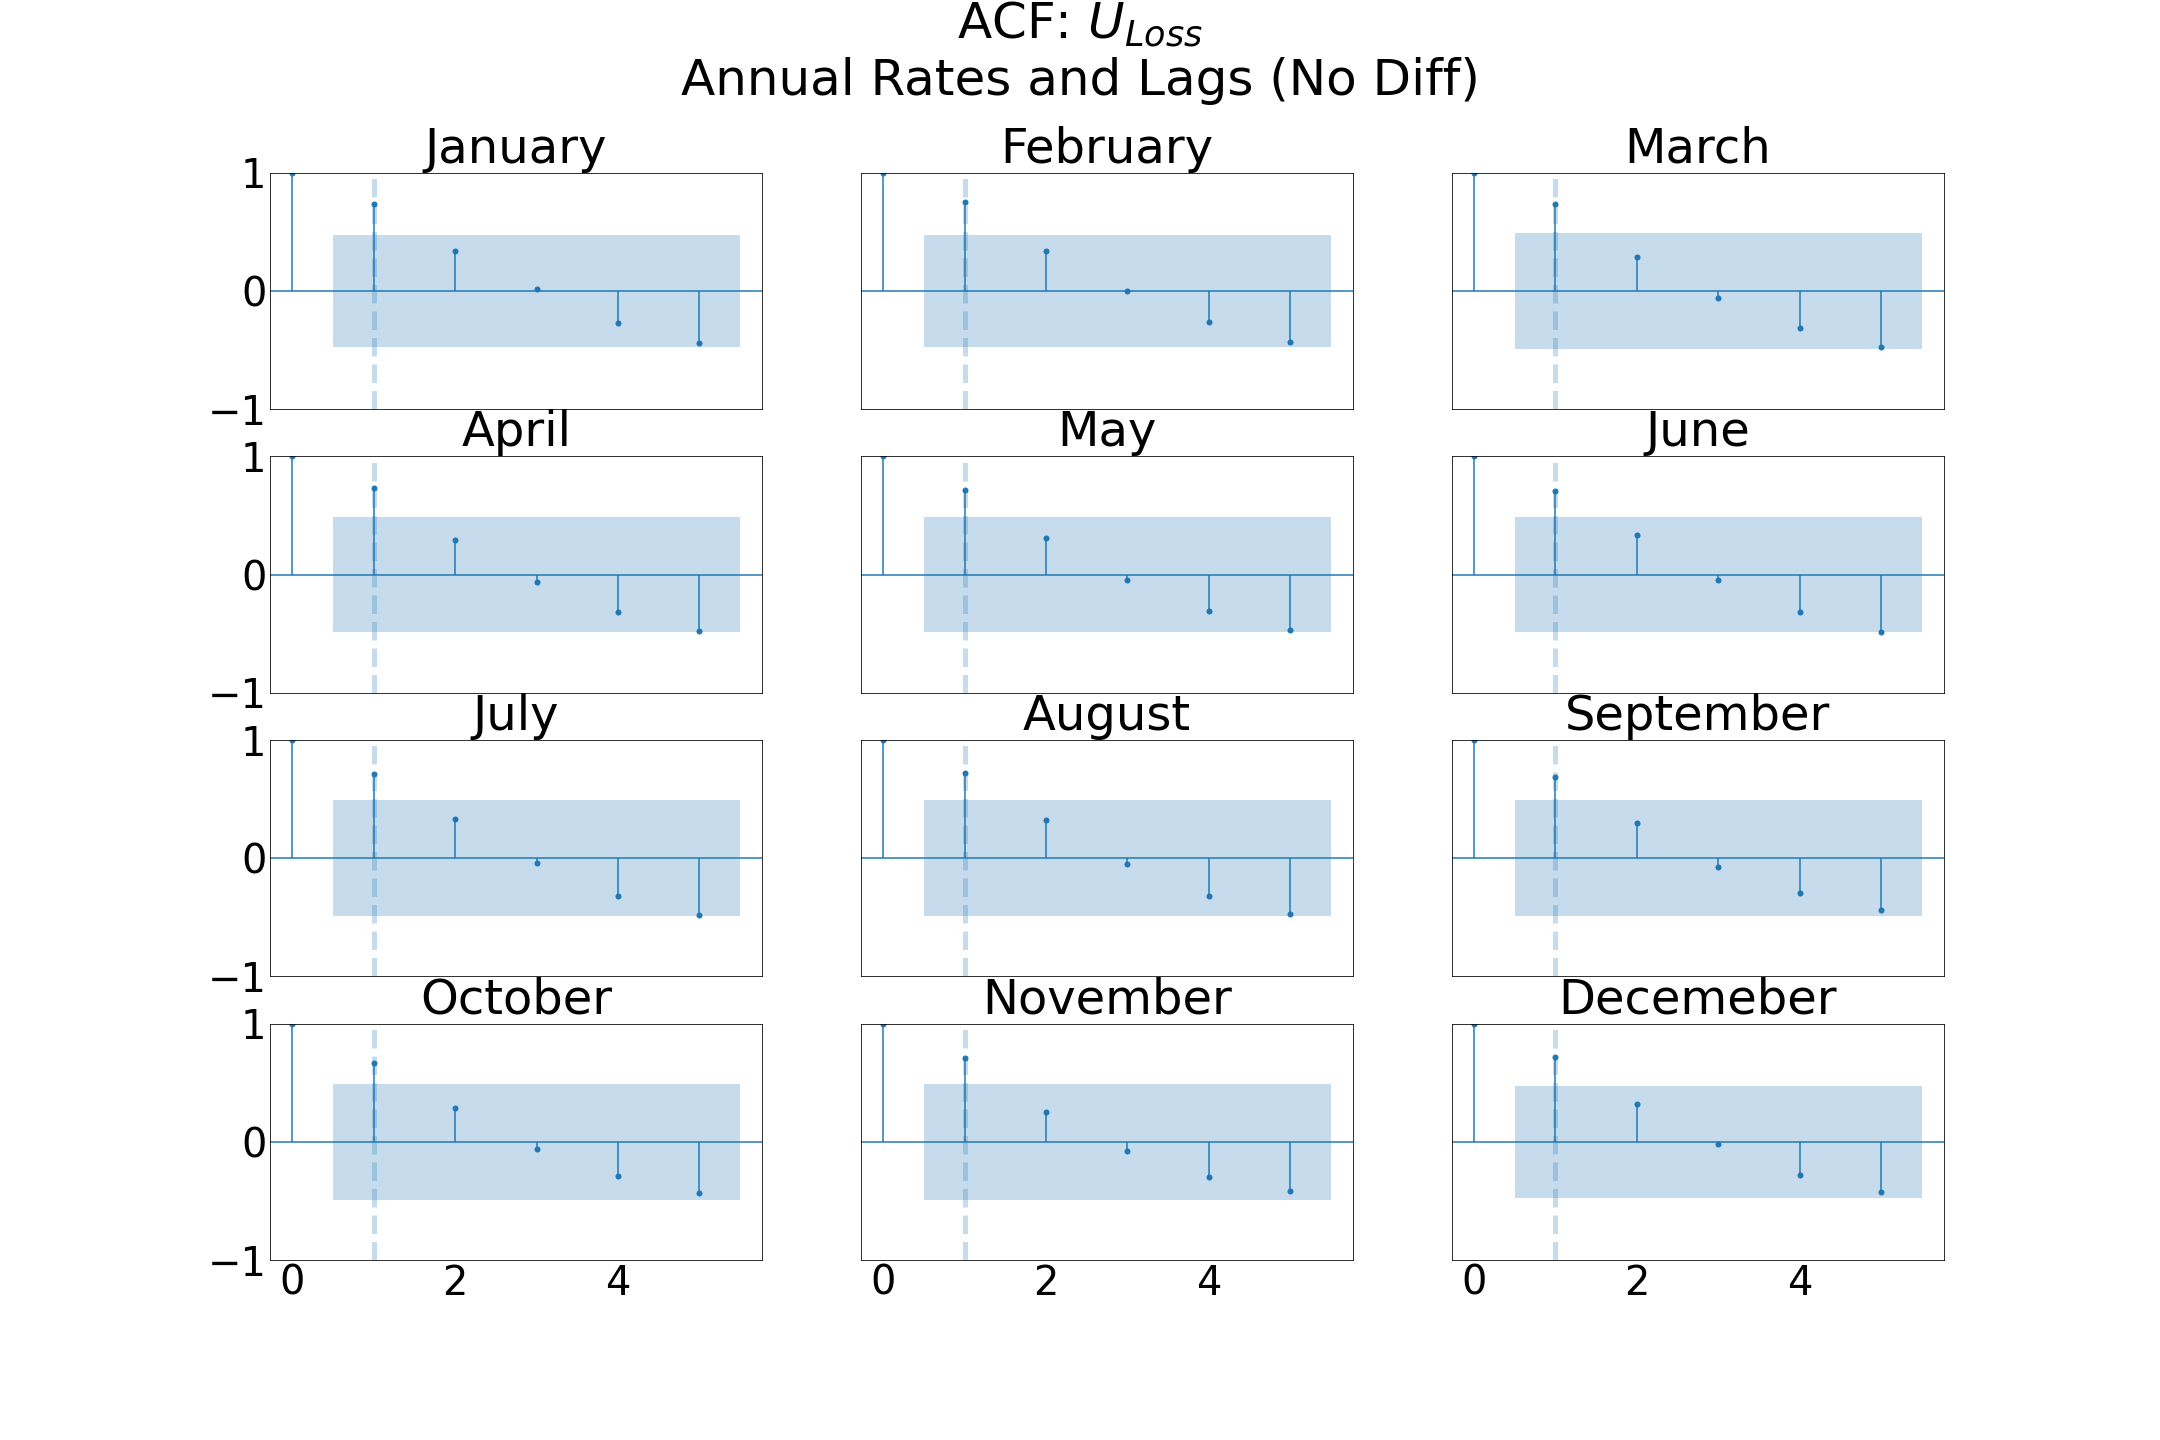 ACF: U_Loss
Annual Rates and Lags (No Diff)
January February March
1
0
−1
April May June
1
0
−1
July August September
1
0
−1
October November Decemeber
1
0
−1
0 2 4 0 2 4 0 2 4